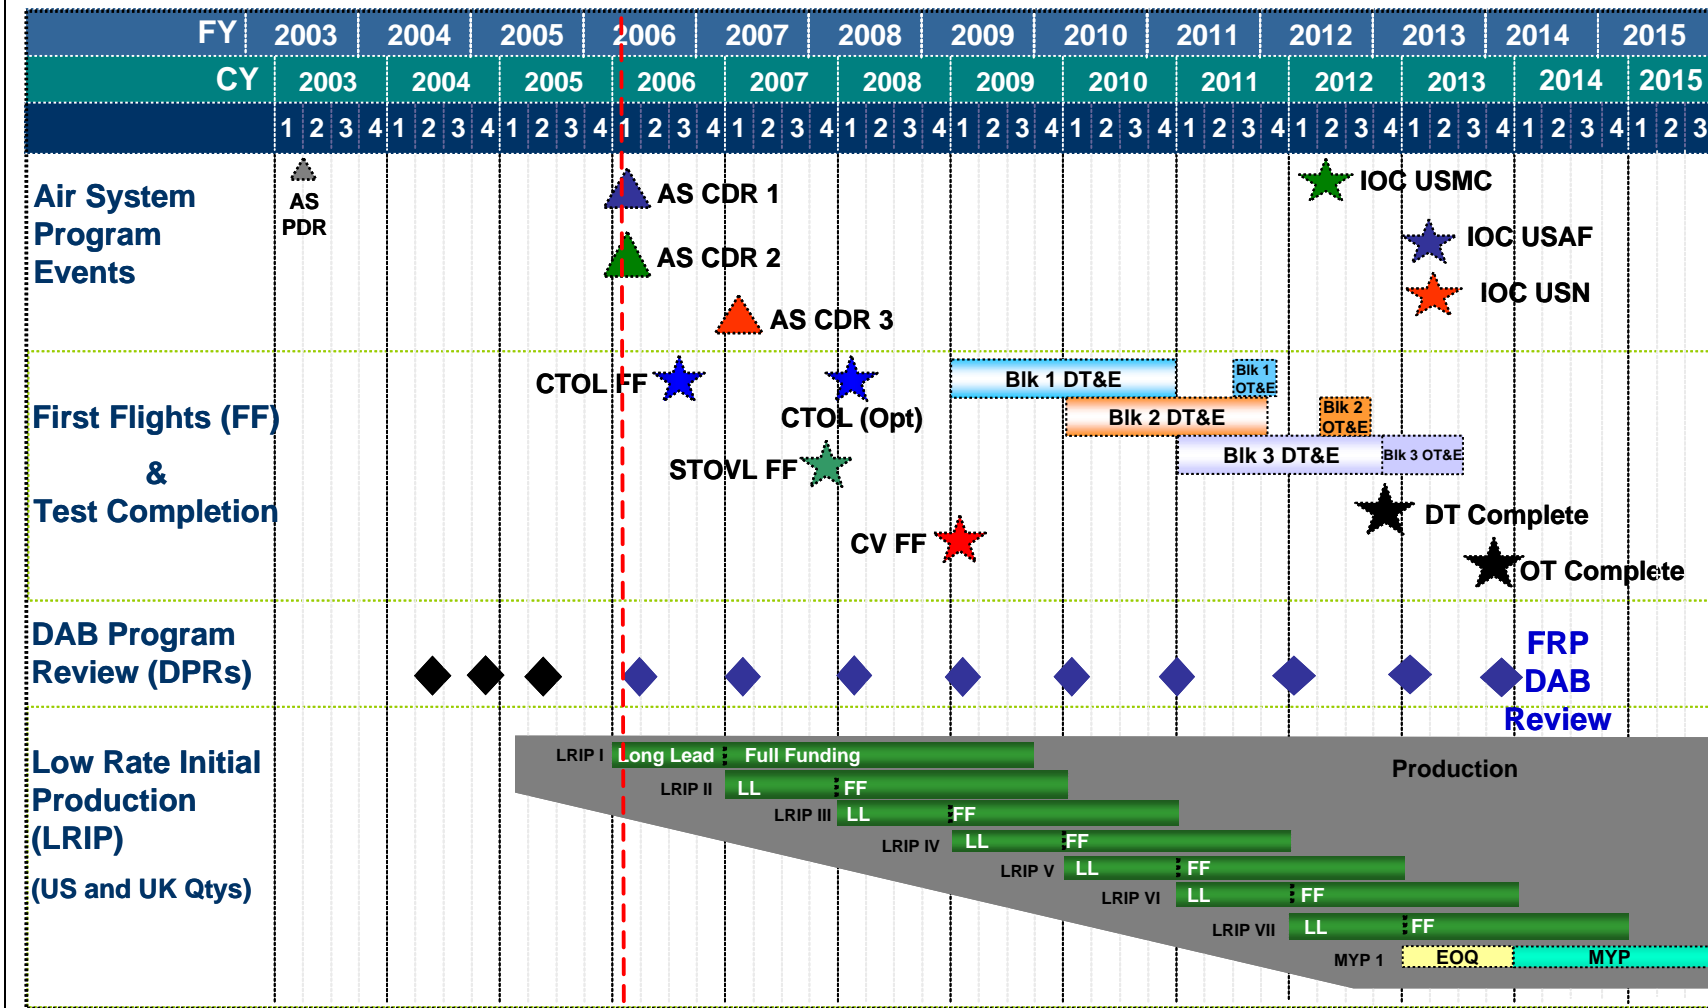 FY 2003 2004 2005 2006 2007 2008 2009 2010 2011 2012 2013 2014 2015
CY 2003 2004 2005 2006 2007 2008 2009 2010 2011 2012 2013 2014 2015
1 2 3 4 1 2 3 4 1 2 3 4 1 2 3 4 1 2 3 4 1 2 3 4 1 2 3 4 1 2 3 4 1 2 3 4 1 2 3 4 1 2 3 4 1 2 3 4 1 2 3
Air System
Program
Events
AS
PDR
AS CDR 1
AS CDR 2
AS CDR 3
IOC USMC
IOC USAF
IOC USN
First Flights (FF)
&
Test Completion
CTOL FF
CTOL (Opt)
STOVL FF
CV FF
Blk 1 DT&E
Blk 1
OT&E
Blk 2 DT&E
Blk 2
OT&E
Blk 3 DT&E
Blk 3 OT&E
DT Complete
OT Complete
DAB Program
Review (DPRs)
FRP
DAB
Review
Low Rate Initial
Production
(LRIP)
(US and UK Qtys)
Production
LRIP I Long Lead Full Funding
LRIP II LL FF
LRIP III LL FF
LRIP IV LL FF
LRIP V LL FF
LRIP VI LL FF
LRIP VII LL FF
MYP 1 EOQ MYP